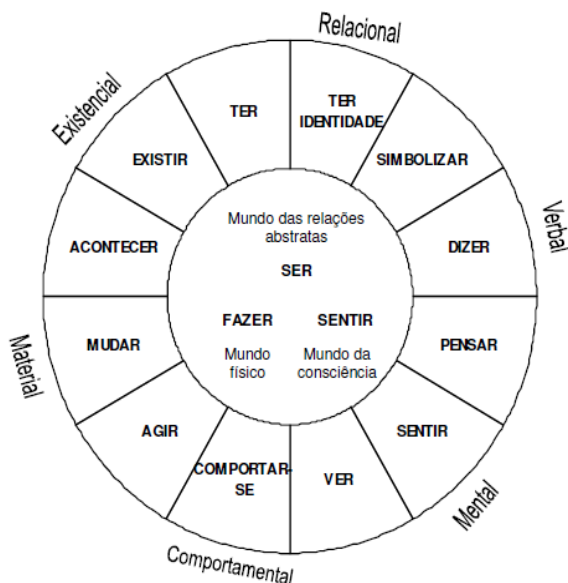 Relacional
Existencial
TER
TER
IDENTIDADE
EXISTIR
SIMBOLIZAR
Mundo das relações
abstratas
ACONTECER
DIZER
Verbal
SER
FAZER
SENTIR
Material
MUDAR
Mundo
físico
Mundo da
consciência
PENSAR
AGIR
SENTIR
COMPORTAR-
SE
VER
Mental
Comportamental